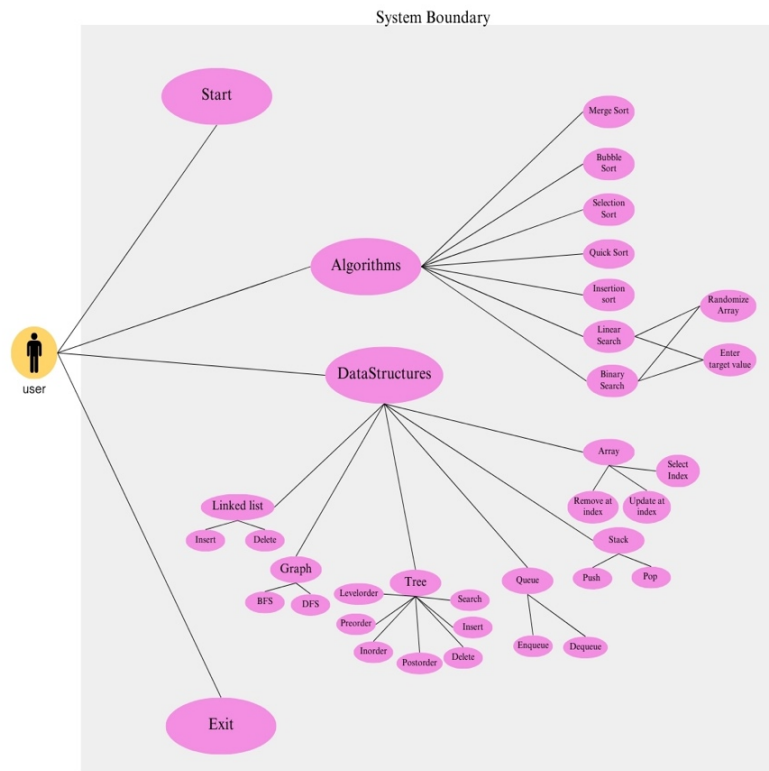 System Boundary
Start
Merge Sort
Bubble
Sort
Selection
Sort
Algorithms
Quick Sort
Insertion
sort
Randomize
Array
Linear
Search
user
Enter
target value
DataStructures
Binary
Search
Array
Select
Index
Linked list
Remove at
index
Update at
index
Insert
Delete
Stack
Graph
Tree
Queue
Push
Pop
Levelorder
Search
BFS
DFS
Preorder
Insert
Enqueue
Dequeue
Inorder
Postorder
Delete
Exit